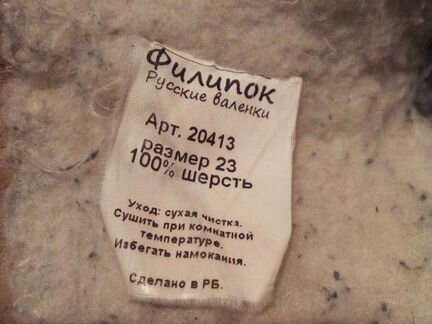 Филипок
Русские валенки
Арт. 20413
размер 23
100% шерсть
Уход: сухая чистка.
Сушить при комнатной
температуре.
Избегать намокания.
Сделано в РБ.